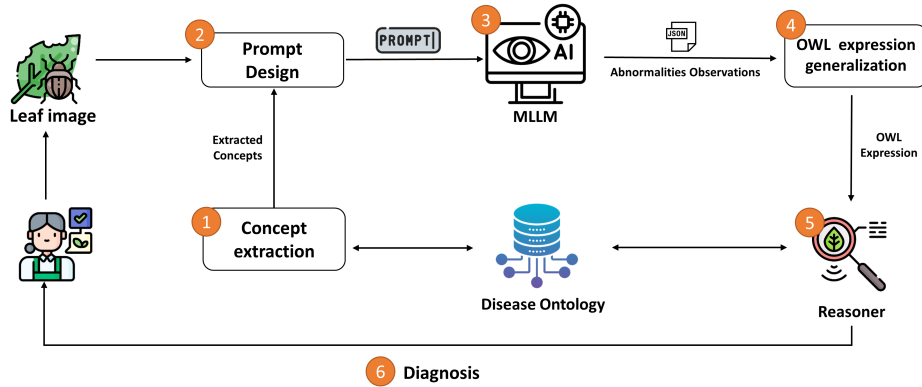 2
Prompt
Design
PROMPT
3
AI
MLLM
JSON
Abnormalities Observations
4
OWL expression
generalization
Leaf image
Extracted
Concepts
OWL
Expression
1
Concept
extraction
Disease Ontology
5
Reasoner
6 Diagnosis